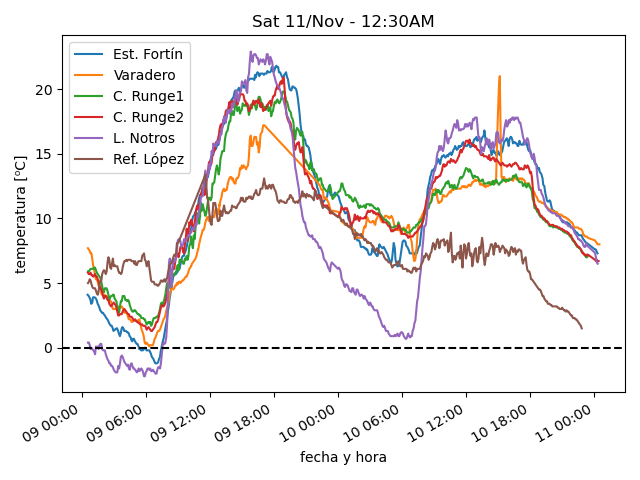 Sat 11/Nov - 12:30AM
Est. Fortín
Varadero
C. Runge1
C. Runge2
L. Notros
Ref. López
temperatura [ºC]
20
15
10
5
0
09 00:00
09 06:00
09 12:00
09 18:00
10 00:00
10 06:00
10 12:00
10 18:00
11 00:00
fecha y hora